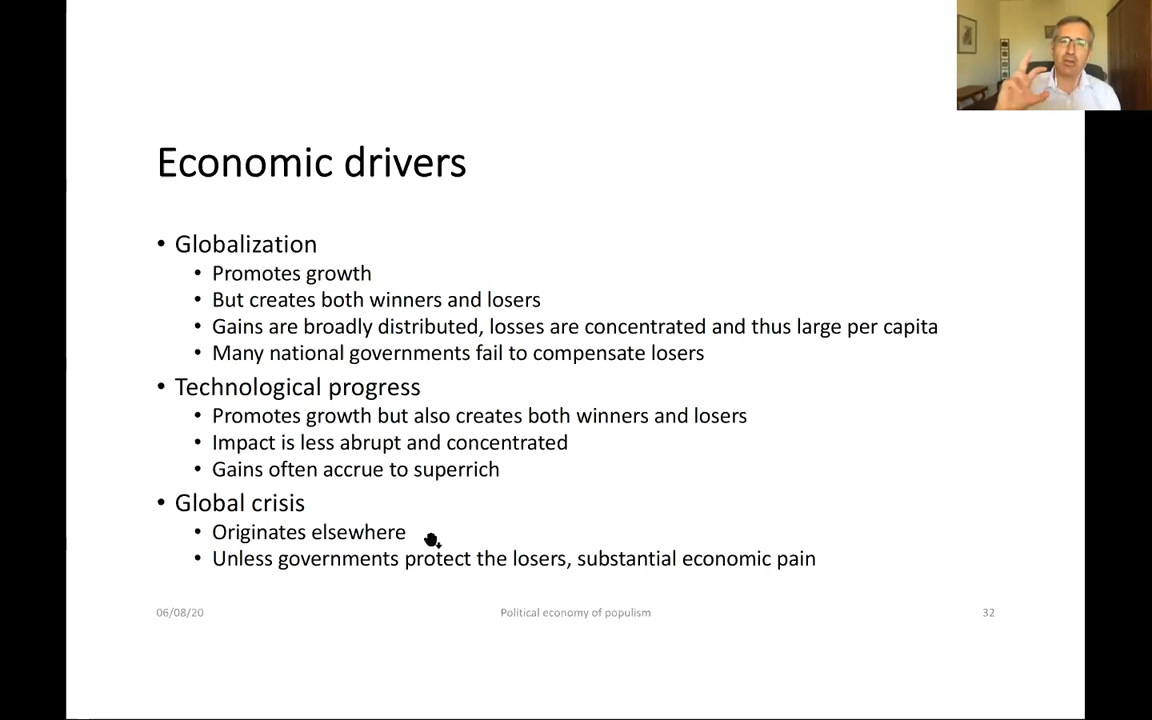 Economic drivers
• Globalization
• Promotes growth
• But creates both winners and losers
• Gains are broadly distributed, losses are concentrated and thus large per capita
• Many national governments fail to compensate losers
• Technological progress
• Promotes growth but also creates both winners and losers
• Impact is less abrupt and concentrated
• Gains often accrue to superrich
• Global crisis
• Originates elsewhere
• Unless governments protect the losers, substantial economic pain
06/08/20 Political economy of populism 32